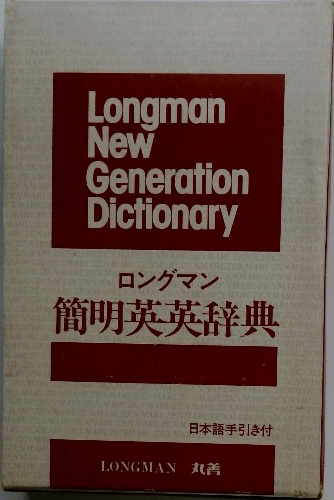 Longman
New
Generation
Dictionary
ロングマン
簡明英英辞典
日本語手引き付
LONGMAN 丸善